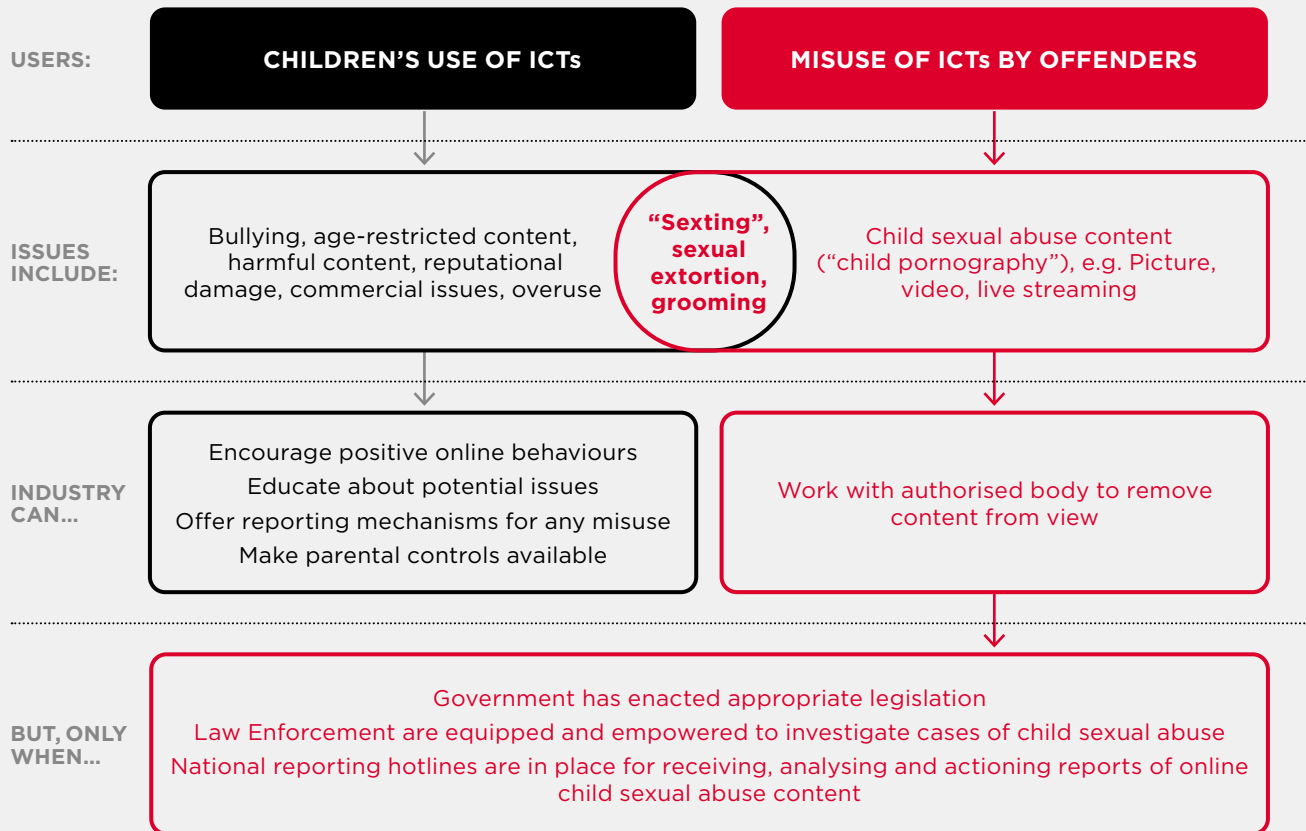 USERS:
CHILDREN'S USE OF ICTs
MISUSE OF ICTs BY OFFENDERS
ISSUES
INCLUDE:
Bullying, age-restricted content,
harmful content, reputational
damage, commercial issues, overuse
“Sexting”,
sexual
extortion,
grooming
Child sexual abuse content
(“child pornography”), e.g. Picture,
video, live streaming
INDUSTRY
CAN...
Encourage positive online behaviours
Educate about potential issues
Offer reporting mechanisms for any misuse
Make parental controls available
Work with authorised body to remove
content from view
BUT, ONLY
WHEN...
Government has enacted appropriate legislation
Law Enforcement are equipped and empowered to investigate cases of child sexual abuse
National reporting hotlines are in place for receiving, analysing and actioning reports of online
child sexual abuse content